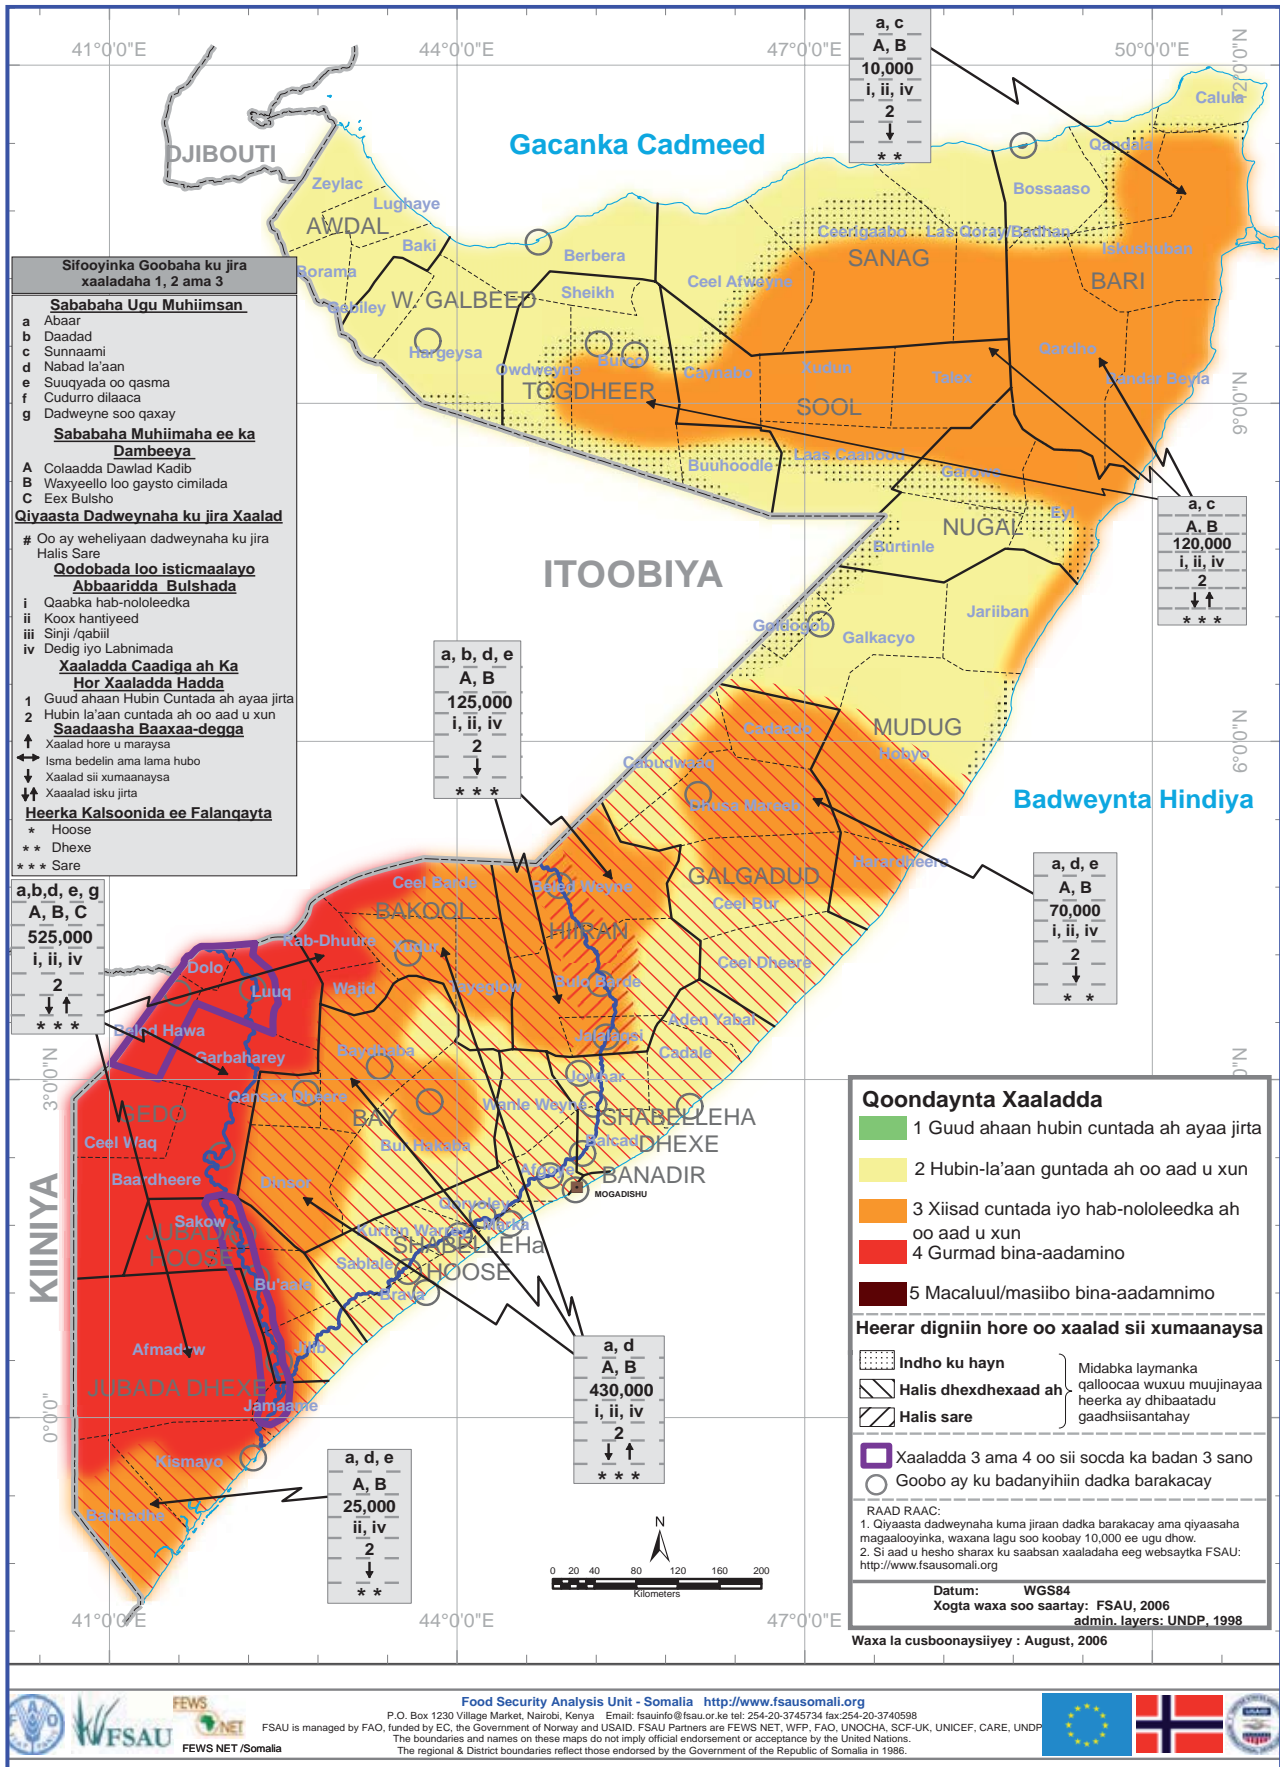 41°0'0"E
44°0'0"E
47°0'0"E
50°0'0"E
12°0'0"N
9°0'0"N
6°0'0"N
3°0'0"N
0°0'0"
a, c
A, B
10,000
i, ii, iv
2
* *
Gacanka Cadmeed
DJIBOUTI
Calula
Qandala
Bossaaso
Zeylac
Lughaye
AWDAL
Baki
Borama
Berbera
Ceerigaabo
Las Qoray/Badhan
SANAG
Iskushuban
BARI
Ceel Afweyne
Sheikh
W. GALBEED
Gebiley
Hargeysa
Owdweyne
Burco
TOGDHEER
Caynabo
Xudun
Talex
Qardho
Bandar Beyla
SOOL
Buuhoodle
Laas Caanood
Garowe
NUGAL
Eyl
Burtinle
ITOOBIYA
Jariiban
Goldogob
Galkacyo
MUDUG
Hobyo
Cadaado
Cabudwaaq
Dhusa Mareeb
Badweynta Hindiya
Harardheere
GALGADUD
Ceel Bur
Ceel Dheere
Sifooyinka Goobaha ku jira
xaaladaha 1, 2 ama 3
Sababaha Ugu Muhiimsan
a Abaar
b Daadad
c Sunnaami
d Nabad la'aan
e Suuqyada oo qasma
f Cudurro dilaaca
g Dadweyne soo qaxay
Sababaha Muhiimaha ee ka
Dambeeya
A Colaadda Dawlad Kadib
B Waxyeello loo gaysto cimilada
C Eex Bulsho
Qiyaasta Dadweynaha ku jira Xaalad
# Oo ay weheliyaan dadweynaha ku jira
Halis Sare
Qodobada loo isticmaalayo
Abbaaridda Bulshada
i Qaabka hab-nololeedka
ii Koox hantiyeed
iii Sinji /qabiil
iv Dedig iyo Labnimada
Xaaladda Caadiga ah Ka
Hor Xaaladda Hadda
1 Guud ahaan Hubin Cuntada ah ayaa jirta
2 Hubin la'aan cuntada ah oo aad u xun
Saadaasha Baaxaa-degga
Xaalad hore u maraysa
Isma bedelin ama lama hubo
Xaalad sii xumaanaysa
Xaaalad isku jirta
Heerka Kalsoonida ee Falanqayta
* Hoose
* * Dhexe
* * * Sare
a, c
A, B
120,000
i, ii, iv
2
* * *
a, b, d, e
A, B
125,000
i, ii, iv
2
* * *
a, d, e
A, B
70,000
i, ii, iv
2
* *
a,b,d, e, g
A, B, C
525,000
i, ii, iv
2
* * *
Ceel Barde
BAKOOL
Rab-Dhuure
Xudur
Wajid
Tayeglow
Beled Weyne
HIIRAN
Bulo Barde
Jalalaqsi
Aden Yabal
Cadale
Dolo
Luuq
Beled Hawa
Garbaharey
GEDO
Ceel Waq
Baardheere
Baydhaba
Qansax Dheere
BAY
Bur Hakaba
Dinsor
Jowhar
Wanle Weyne
SHABELLEHA
DHEXE
Balcad
BANADIR
MOGADISHU
Afgoye
Qoryoley
Marka
Kurtun Warrey
SHABELLEHa
HOOSE
Sablale
Brava
KIINIYA
Sakow
JUBADA
HOOSE
Bu'aale
Afmadow
Jilib
JUBADA DHEXE
Jamaame
Kismayo
Badhadhe
a, d
A, B
430,000
i, ii, iv
2
* * *
a, d, e
A, B
25,000
ii, iv
2
* *
N
0 20 40 80 120 160 200
Kilometers
Qoondaynta Xaaladda
1 Guud ahaan hubin cuntada ah ayaa jirta
2 Hubin-la'aan guntada ah oo aad u xun
3 Xiisad cuntada iyo hab-nololeedka ah
oo aad u xun
4 Gurmad bina-aadamino
5 Macaluul/masiibo bina-aadamnimo
Heerar digniin hore oo xaalad sii xumaanaysa
Indho ku hayn
Halis dhexdhexaad ah
Halis sare
Midabka laymanka
qalloocaa wuxuu muujinayaa
heerka ay dhibaatadu
gaadhsiisantahay
Xaaladda 3 ama 4 oo sii socda ka badan 3 sano
Goobo ay ku badanyihiin dadka barakacay
RAAD RAAC:
1. Qiyaasta dadweynaha kuma jiraan dadka barakacay ama qiyaasaha
magaalooyinka, waxana lagu soo koobay 10,000 ee ugu dhow.
2. Si aad u hesho sharax ku saabsan xaaladaha eeg websaytka FSAU:
http://www.fsausomali.org
Datum: WGS84
Xogta waxa soo saartay: FSAU, 2006
admin. layers: UNDP, 1998
Waxa la cusboonaysiiyey : August, 2006
41°0'0"E
44°0'0"E
47°0'0"E
FAO
FSAU
FEWS
NET
FEWS NET /Somalia
Food Security Analysis Unit - Somalia http://www.fsausomali.org
P.O. Box 1230 Village Market, Nairobi, Kenya Email: fsauinfo@fsau.or.ke tel: 254-20-3745734 fax:254-20-3740598
FSAU is managed by FAO, funded by EC, the Government of Norway and USAID. FSAU Partners are FEWS NET, WFP, FAO, UNOCHA, SCF-UK, UNICEF, CARE, UNDP
The boundaries and names on these maps do not imply official endorsement or acceptance by the United Nations.
The regional & District boundaries reflect those endorsed by the Government of the Republic of Somalia in 1986.
USAID